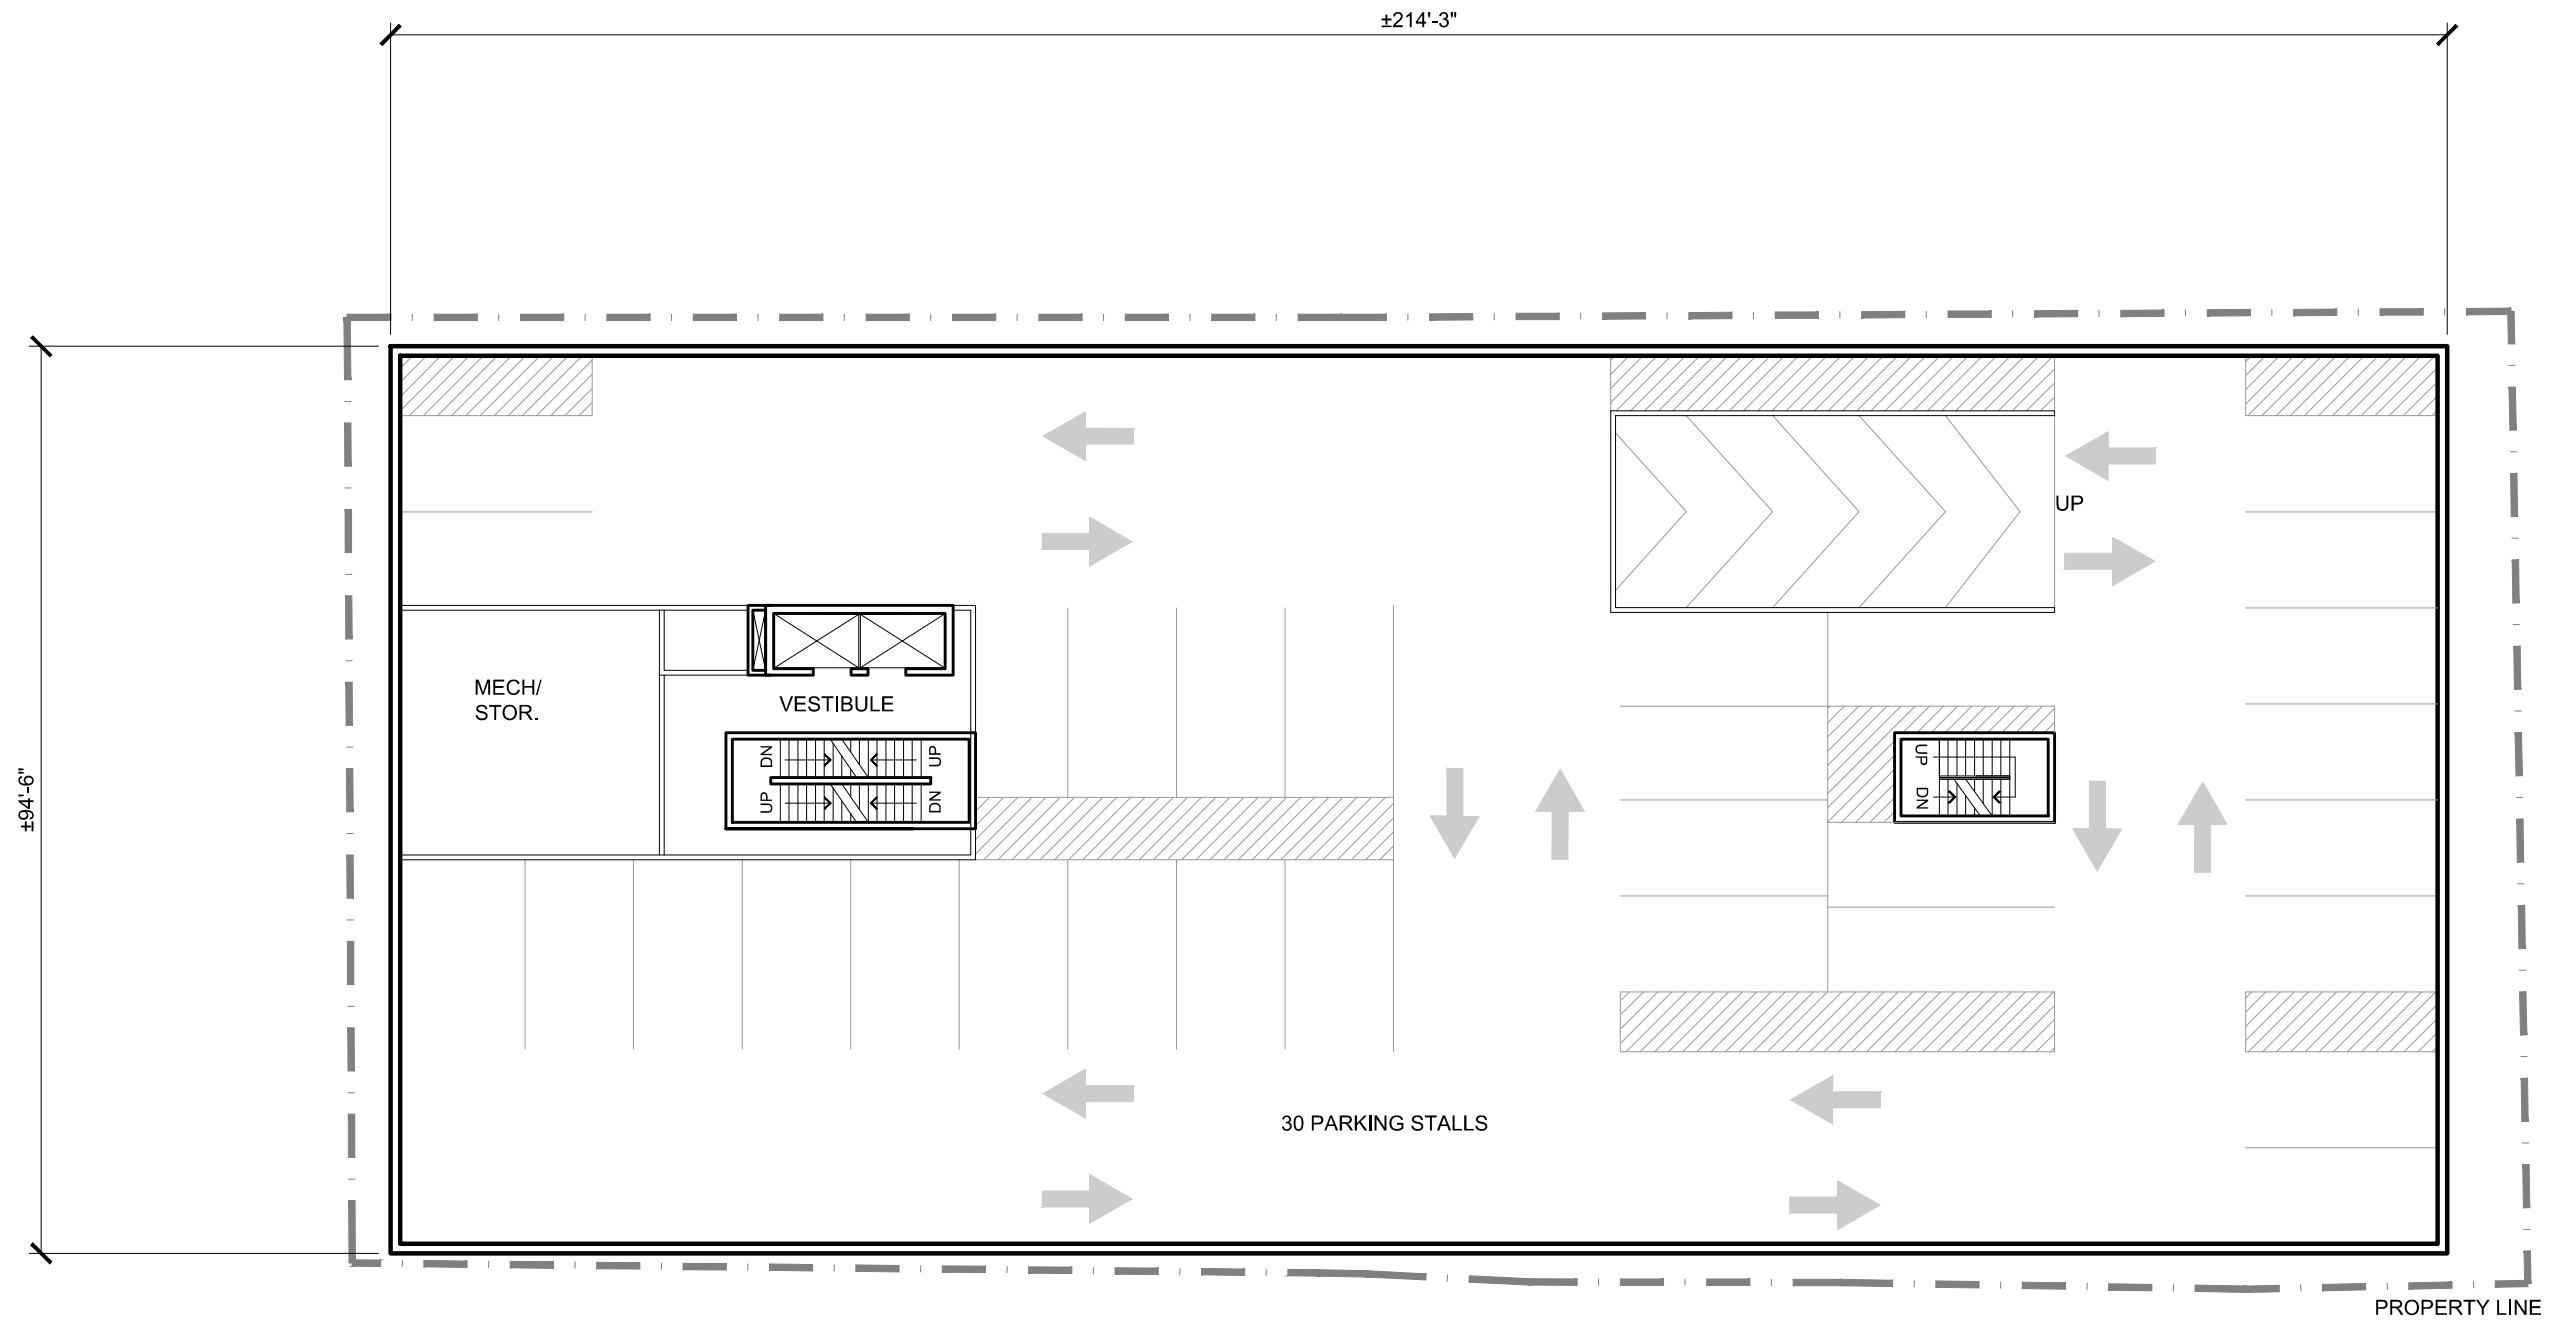 ±214'-3"
UP
MECH/
STOR.
VESTIBULE
DN
UP
UP
DN
UP
DN
±94'-6"
30 PARKING STALLS
PROPERTY LINE